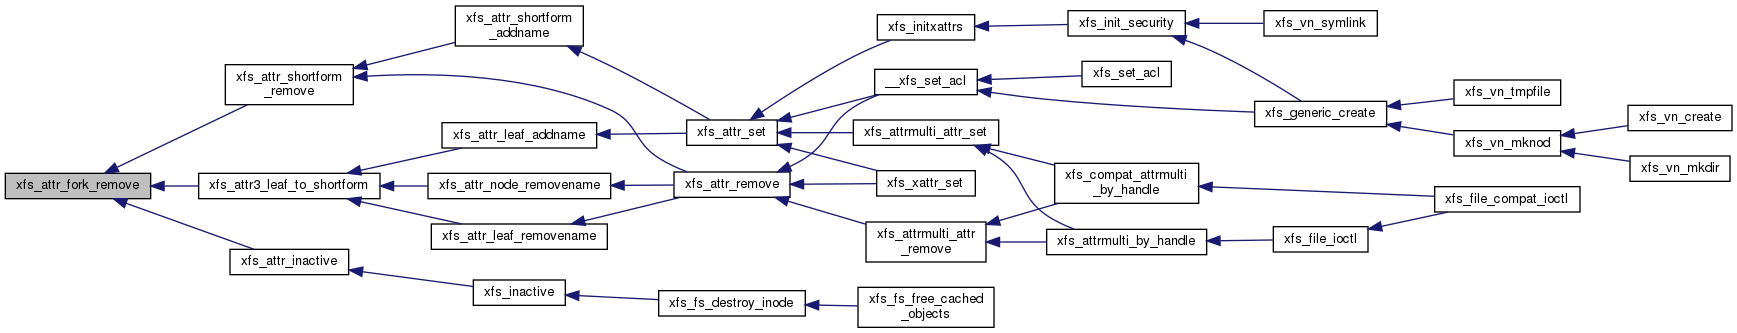 xfs_attr_shortform
_addname
xfs_initxattrs
xfs_init_security
xfs_vn_symlink
xfs_attr_shortform
_remove
__xfs_set_acl
xfs_set_acl
xfs_generic_create
xfs_vn_tmpfile
xfs_attr_leaf_addname
xfs_attr_set
xfs_attrmulti_attr_set
xfs_vn_mknod
xfs_vn_create
xfs_vn_mkdir
xfs_attr_fork_remove
xfs_attr3_leaf_to_shortform
xfs_attr_node_removename
xfs_attr_remove
xfs_xattr_set
xfs_compat_attrmulti
_by_handle
xfs_file_compat_ioctl
xfs_attr_leaf_removename
xfs_attrmulti_attr
_remove
xfs_attrmulti_by_handle
xfs_file_ioctl
xfs_attr_inactive
xfs_inactive
xfs_fs_destroy_inode
xfs_fs_free_cached
_objects